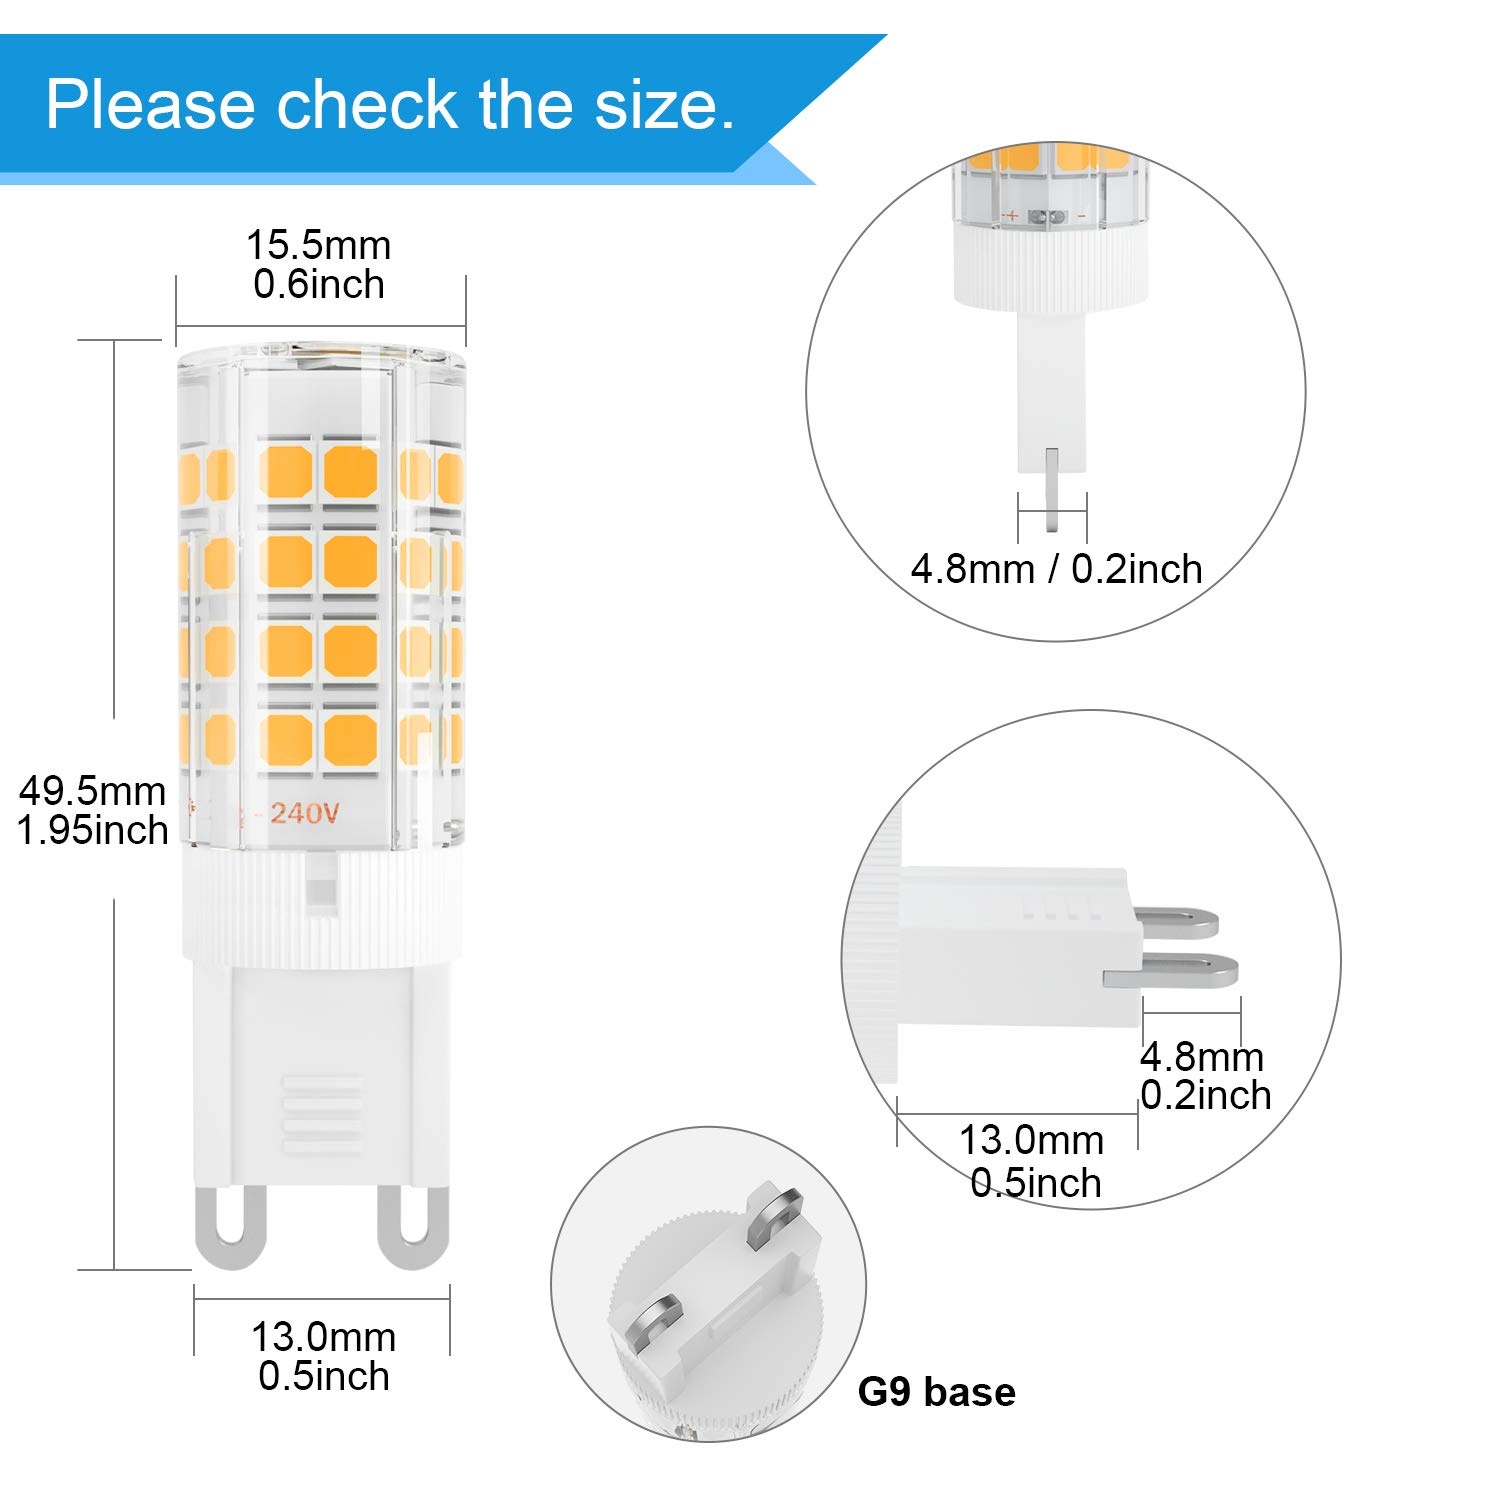 Please check the size.
15.5mm
0.6inch
+ -
4.8mm / 0.2inch
49.5mm
1.95inch
- 240V
4.8mm
0.2inch
13.0mm
0.5inch
13.0mm
0.5inch
G9 base